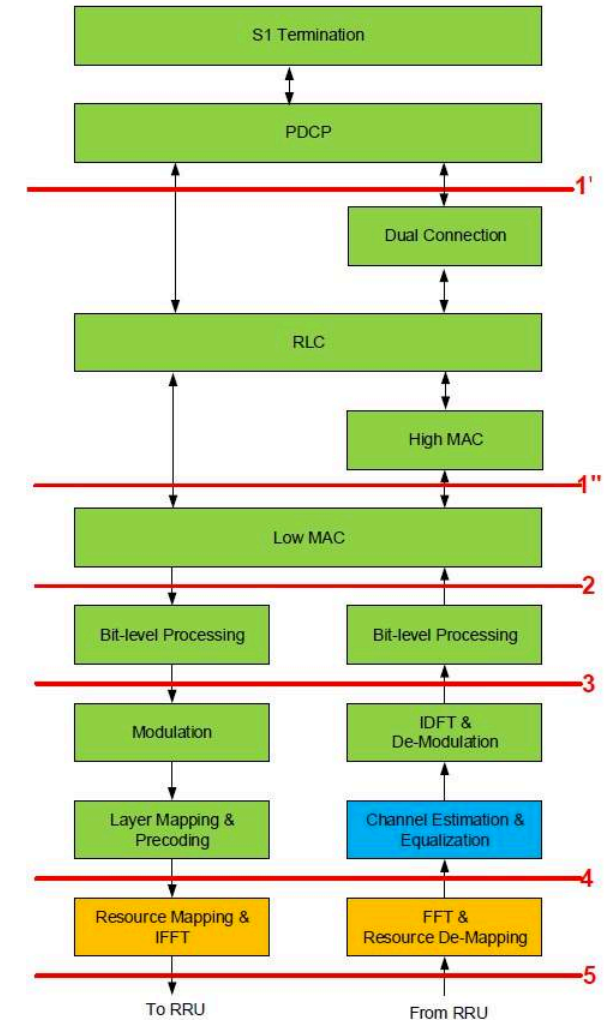 S1 Termination
PDCP
1'
Dual Connection
RLC
High MAC
1"
Low MAC
2
Bit-level Processing
Bit-level Processing
3
Modulation
IDFT &
De-Modulation
Layer Mapping &
Precoding
Channel Estimation &
Equalization
4
Resource Mapping &
IFFT
FFT &
Resource De-Mapping
5
To RRU
From RRU